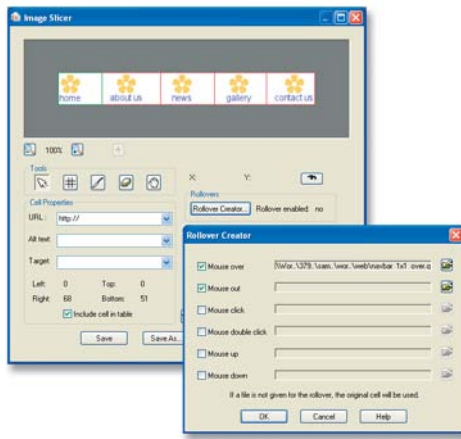 Image Slicer
home about us news gallery contact us
100%
Tools
X: Y:
Rollovers
Rollover Creator... Rollover enabled: no
Cell Properties
URL: http://
Alt text:
Target:
Left: 0 Top: 0
Right: 68 Bottom: 51
Include cell in table
Save Save As...
Rollover Creator
Mouse over
Mouse out
Mouse click
Mouse double click
Mouse up
Mouse down
If a file is not given for the rollover, the original cell will be used.
OK Cancel Help